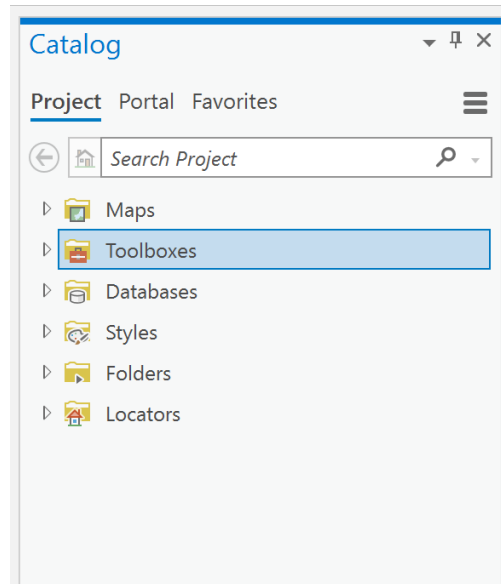 Catalog
Project Portal Favorites
Search Project
Maps
Toolboxes
Databases
Styles
Folders
Locators